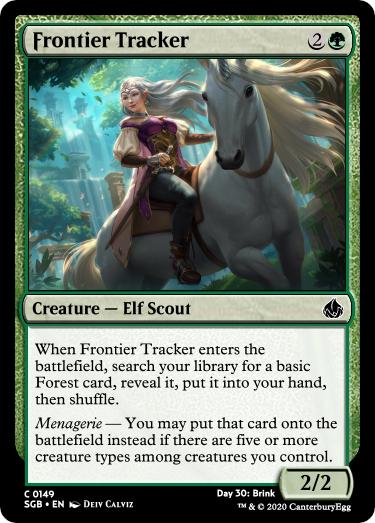 Frontier Tracker 2
Creature — Elf Scout
When Frontier Tracker enters the
battlefield, search your library for a basic
Forest card, reveal it, put it into your hand,
then shuffle.
Menagerie — You may put that card onto the
battlefield instead if there are five or more
creature types among creatures you control.
2/2
C 0149
SGB • EN Deiv Calviz
Day 30: Brink
™ & © 2020 CanterburyEgg